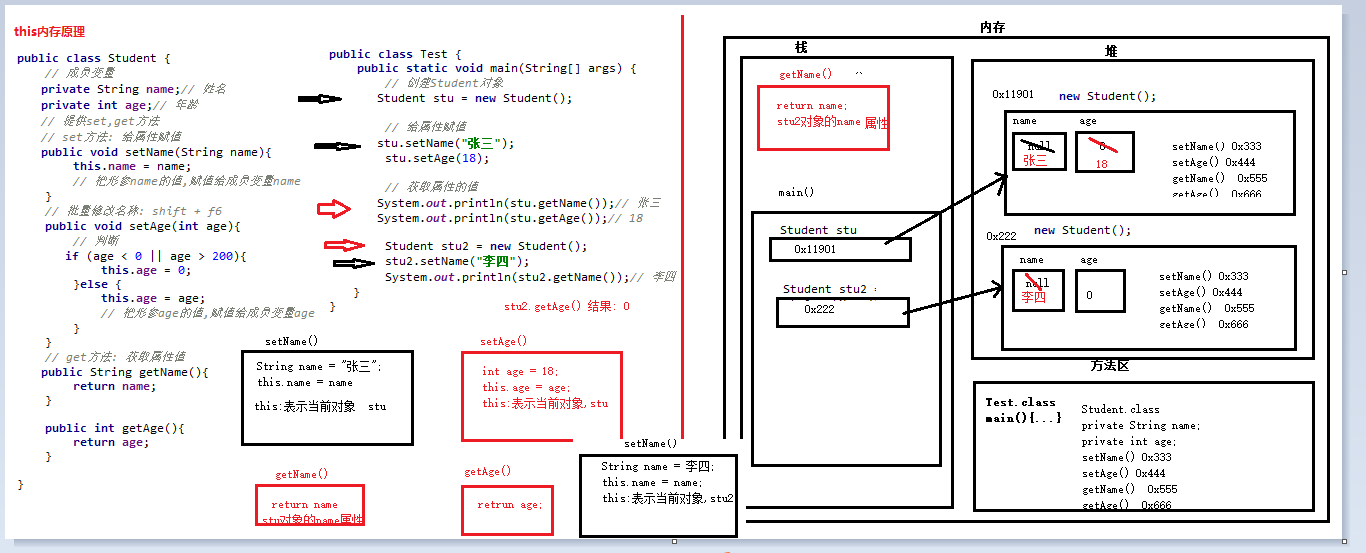 this内存原理
public class Student {
// 成员变量
private String name;// 姓名
private int age;// 年龄
// 提供set,get方法
// set方法: 给属性赋值
public void setName(String name){
this.name = name;
// 把形参name的值,赋值给成员变量name
}
// 批量修改名称: shift + f6
public void setAge(int age){
// 判断
if (age < 0 || age > 200){
this.age = 0;
}else {
this.age = age;
// 把形参age的值,赋值给成员变量age
}
}
// get方法: 获取属性值
public String getName(){
return name;
}
public int getAge(){
return age;
}
}
public class Test {
public static void main(String[] args) {
// 创建Student对象
Student stu = new Student();
// 给属性赋值
stu.setName("张三");
stu.setAge(18);
// 获取属性的值
System.out.println(stu.getName());// 张三
System.out.println(stu.getAge());// 18
Student stu2 = new Student();
stu2.setName("李四");
System.out.println(stu2.getName());// 李四
}
}
stu2.getAge() 结果: 0
setName()
String name = "张三";
this.name = name
this:表示当前对象 stu
setAge()
int age = 18;
this.age = age;
this:表示当前对象,stu
getName()
return name
stu对象的name属性
getAge()
retrun age;
setName()
String name = 李四;
this.name = name;
this:表示当前对象,stu2
内存
栈
getName()
return name;
stu2对象的name 属性
main()
Student stu
0x11901
Student stu2
0x222
堆
0x11901 new Student();
name age
null 0
张三 18
setName() 0x333
setAge() 0x444
getName() 0x555
getAge() 0x666
0x222 new Student();
name age
null
李四 0
setName() 0x333
setAge() 0x444
getName() 0x555
getAge() 0x666
方法区
Test.class
main(){...}
Student.class
private String name;
private int age;
setName() 0x333
setAge() 0x444
getName() 0x555
getAge() 0x666